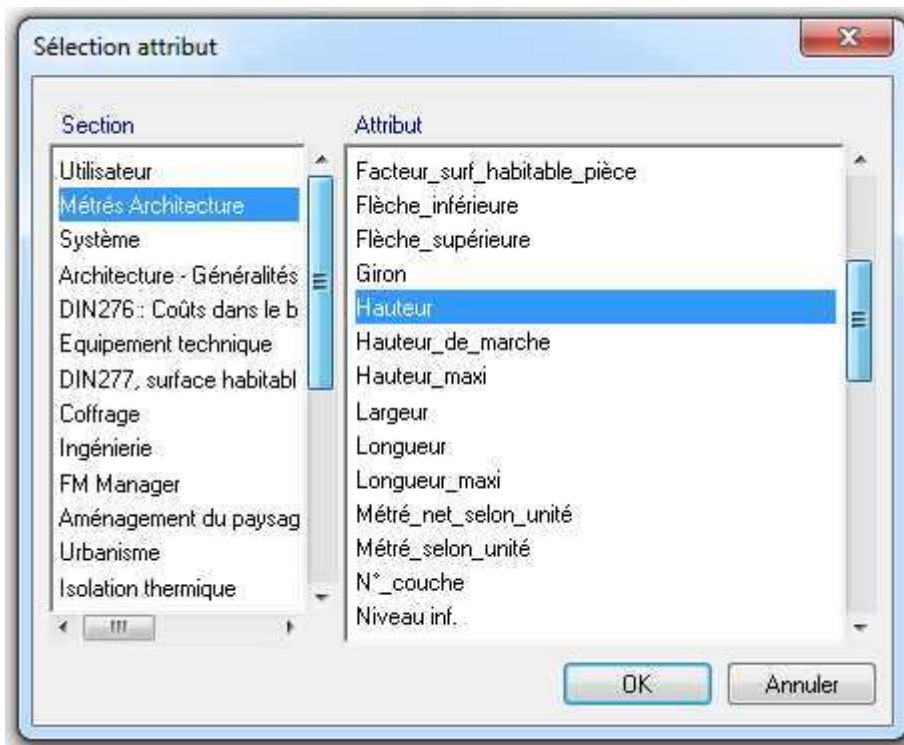 Sélection attribut
Section
Utilisateur
Métrés Architecture
Système
Architecture - Généralités
DIN276 : Coûts dans le b
Equipement technique
DIN277, surface habitabl
Coffrage
Ingénierie
FM Manager
Aménagement du paysag
Urbanisme
Isolation thermique
Attribut
Facteur_surf_habitable_pièce
Flèche_inférieure
Flèche_supérieure
Giron
Hauteur
Hauteur_de_marche
Hauteur_maxi
Largeur
Longueur
Longueur_maxi
Métré_net_selon_unité
Métré_selon_unité
N°_couche
Niveau inf.
OK
Annuler